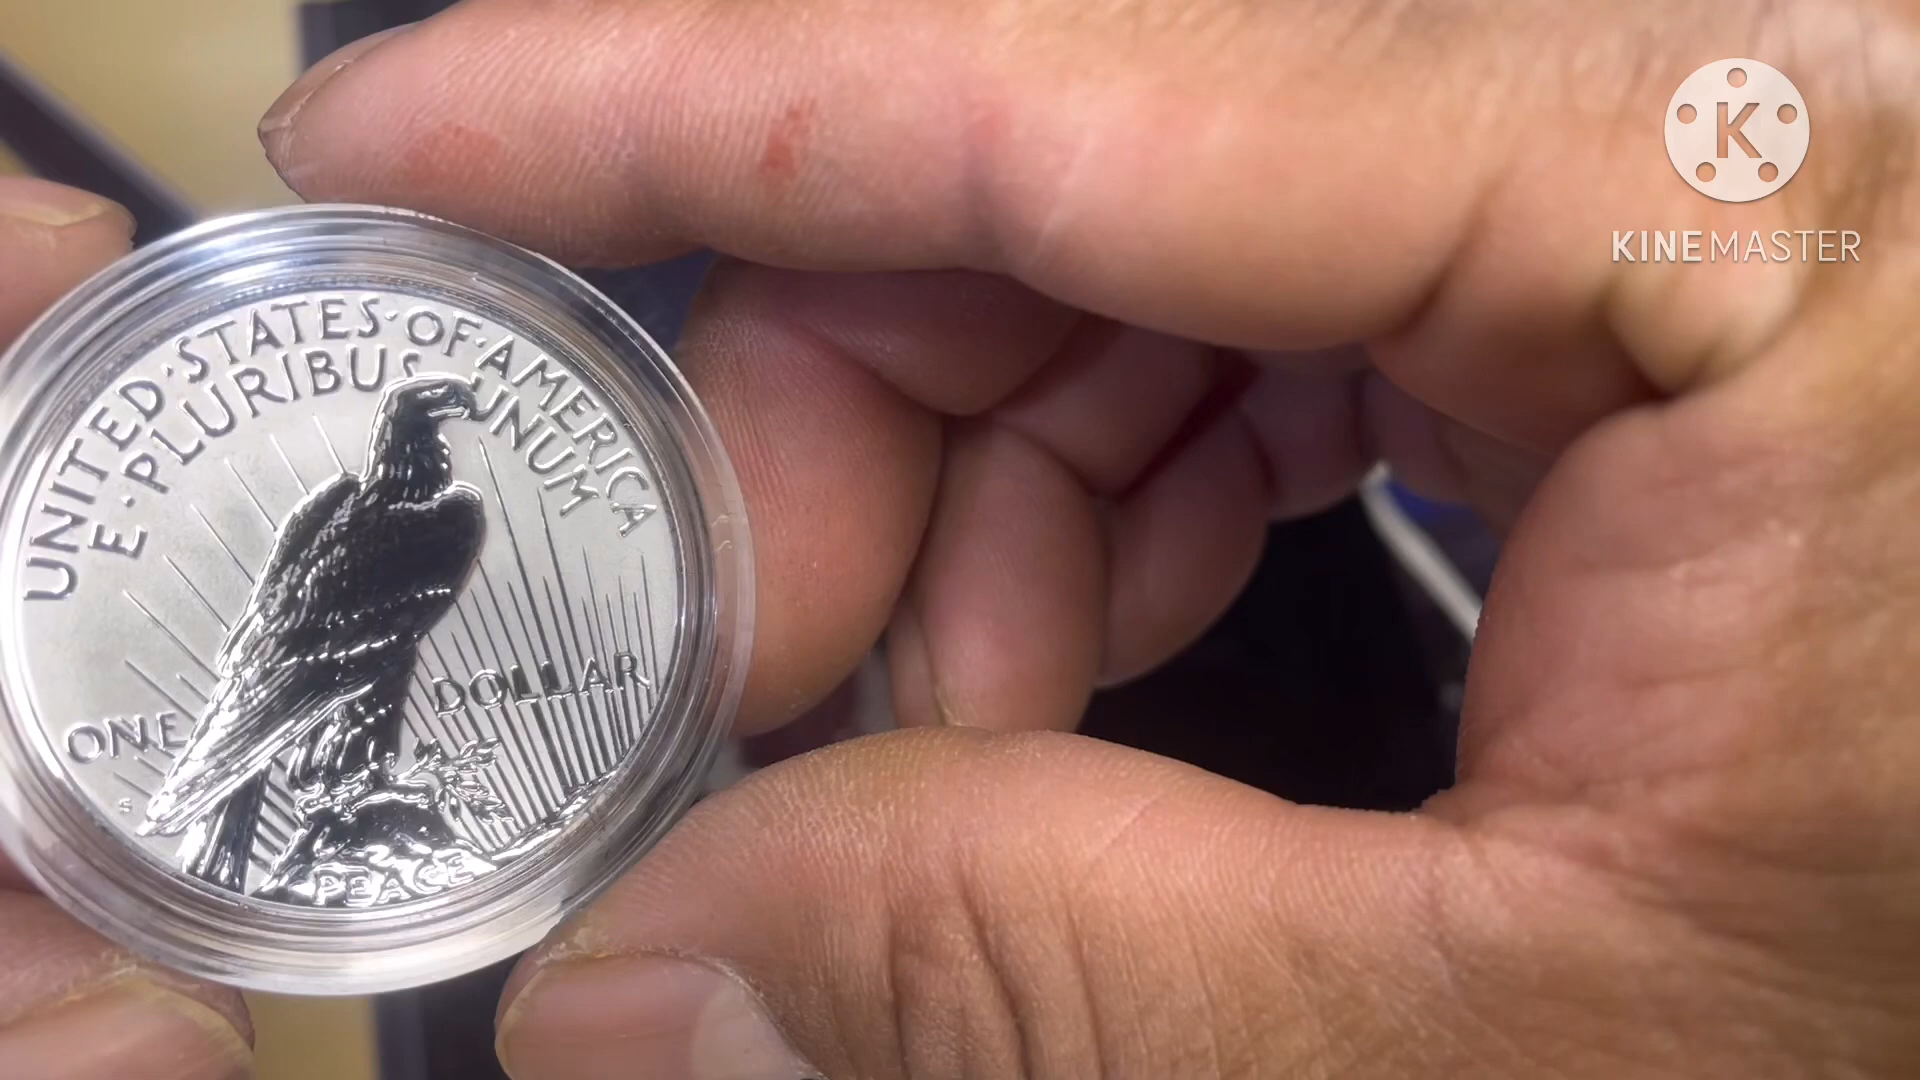 UNITED·STATES·OF·AMERICA
E·PLURIBUS UNUM
ONE DOLLAR
S
PEACE
K
KINEMASTER